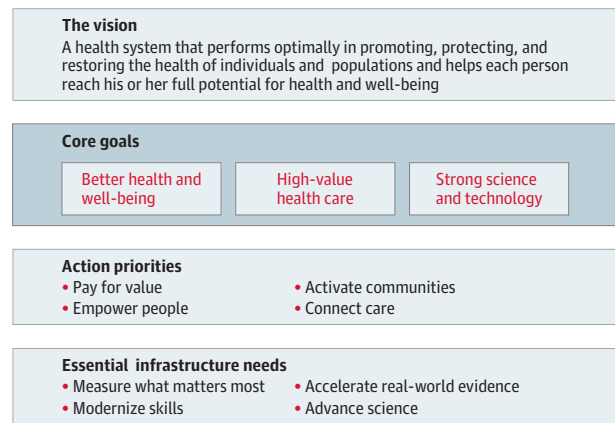 The vision
A health system that performs optimally in promoting, protecting, and
restoring the health of individuals and populations and helps each person
reach his or her full potential for health and well-being
Core goals
Better health and
well-being
High-value
health care
Strong science
and technology
Action priorities
• Pay for value
• Empower people
• Activate communities
• Connect care
Essential infrastructure needs
• Measure what matters most
• Modernize skills
• Accelerate real-world evidence
• Advance science